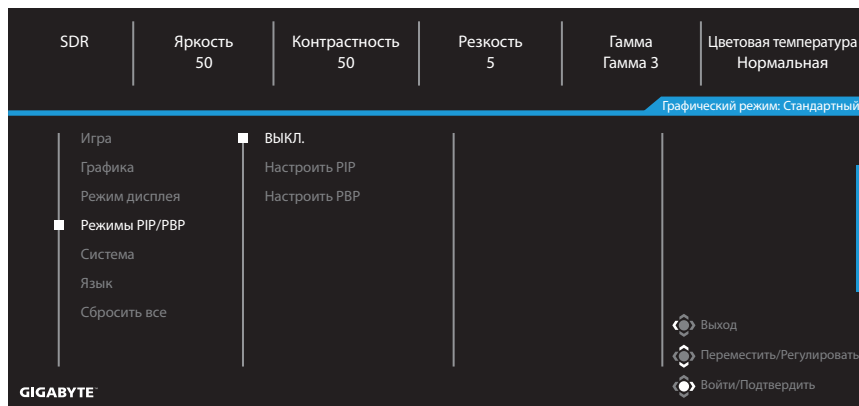 SDR Яркость Контрастность Резкость Гамма Цветовая температура
50 50 5 Гамма 3 Нормальная
Графический режим: Стандартный
Игра
Графика
Режим дисплея
Режимы PIP/PBP
Система
Язык
Сбросить все
ВЫКЛ.
Настроить PIP
Настроить PBP
Выход
Переместить/Регулировать
Войти/Подтвердить
GIGABYTE™